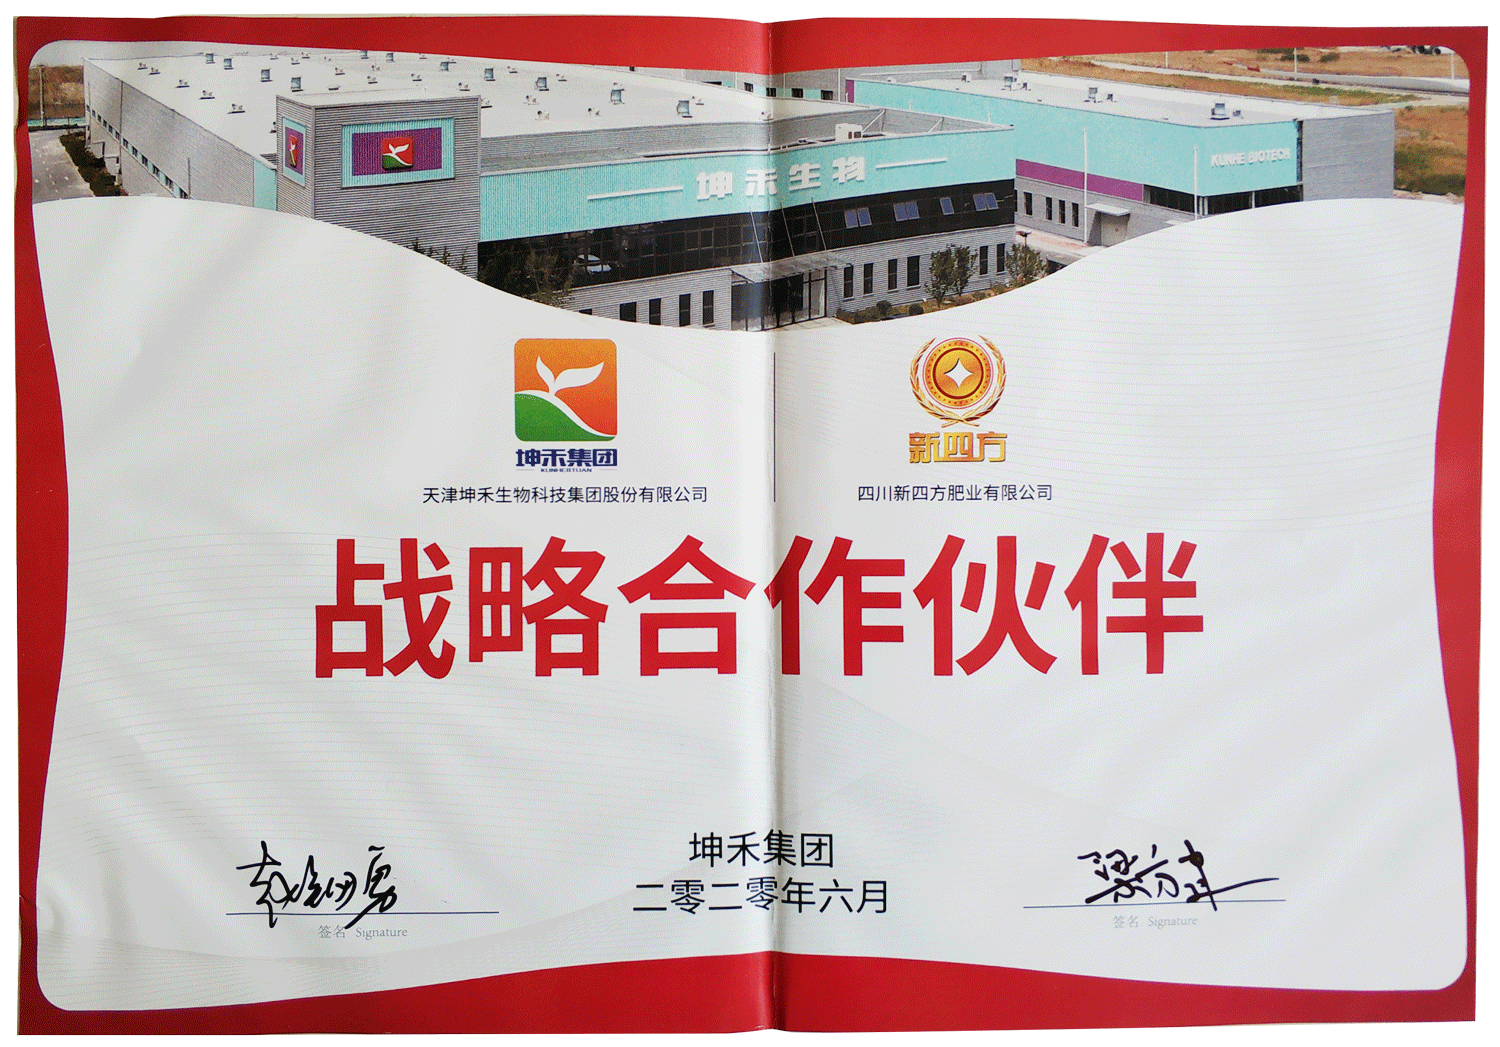 坤禾生物
KUNHE BIOTECH
坤禾集团
KUNHEJITUAN
新四方
天津坤禾生物科技集团股份有限公司
四川新四方肥业有限公司
战略合作伙伴
坤禾集团
二零二零年六月
签名 Signature
签名 Signature